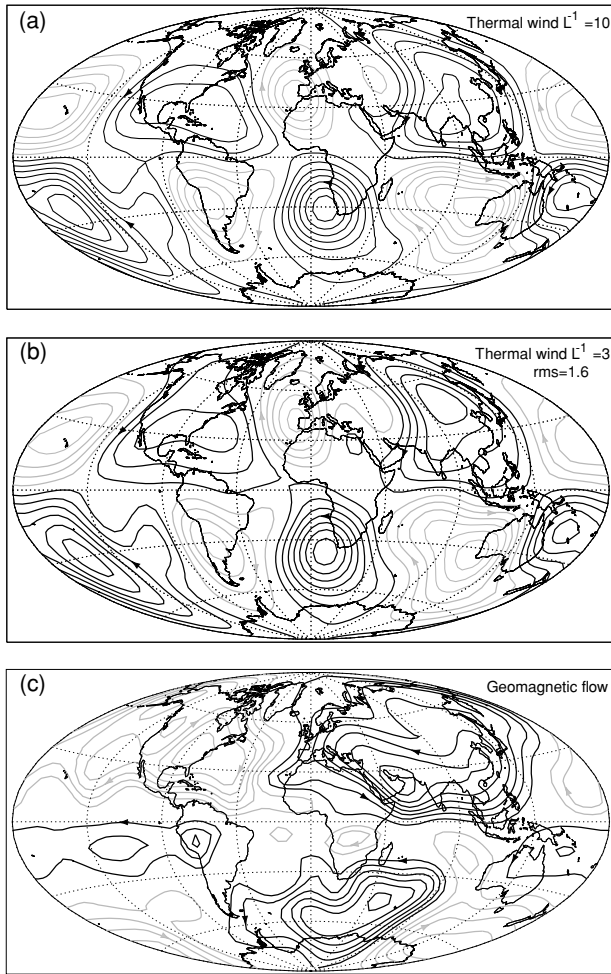 (a)
Thermal wind L⁻¹ =10
(b)
Thermal wind L⁻¹ =3
rms=1.6
(c)
Geomagnetic flow